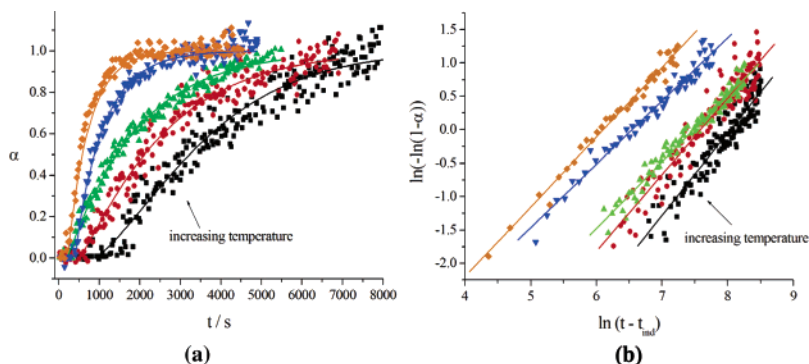 1.0
0.8
0.6
0.4
0.2
0.0
α
increasing temperature
0 1000 2000 3000 4000 5000 6000 7000 8000
t / s
(a)
1.5
1.0
0.5
0.0
-0.5
-1.0
-1.5
-2.0
ln(-ln(1-α))
increasing temperature
4 5 6 7 8 9
ln (t - t_ind)
(b)